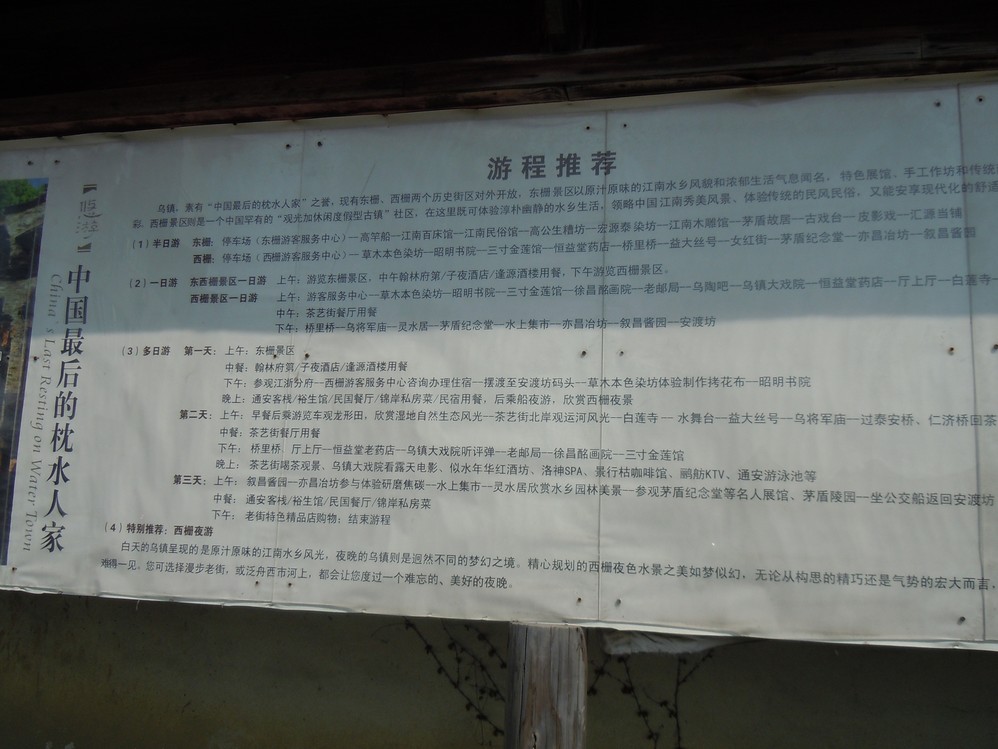 中国最后的枕水人家
China's Last Resting on Water Town
游程推荐
乌镇，素有“中国最后的枕水人家”之誉，现有东栅、西栅两个历史街区对外开放，东栅景区以原汁原味的江南水乡风貌和浓郁生活气息闻名，特色展馆、手工作坊和传统
彩。西栅景区则是一个中国罕有的“观光加休闲度假型古镇”社区，在这里既可体验淳朴幽静的水乡生活，领略中国江南秀美风景、体验传统的民风民俗，又能安享现代化的舒适
（1）半日游 东栅：停车场（东栅游客服务中心）—高竿船—江南百床馆—江南民俗馆—高公生糟坊—宏源泰染坊—江南木雕馆—茅盾故居—古戏台—皮影戏—汇源当铺
西栅：停车场（西栅游客服务中心）—草木本色染坊—昭明书院—三寸金莲馆—恒益堂药店—桥里桥—益大丝号—女红街—茅盾纪念堂—亦昌冶坊—叙昌酱园
（2）一日游 东西栅景区一日游 上午：游览东栅景区，中午翰林府第/子夜酒店/逢源酒楼用餐，下午游览西栅景区。
西栅景区一日游 上午：游客服务中心—草木本色染坊—昭明书院—三寸金莲馆—徐昌酩画院—老邮局—乌陶吧—乌镇大戏院—恒益堂药店—厅上厅—白莲寺—
中午：茶艺街餐厅用餐
下午：桥里桥—乌将军庙—灵水居—茅盾纪念堂—水上集市—亦昌冶坊—叙昌酱园—安渡坊
（3）多日游 第一天：上午：东栅景区
中餐：翰林府第/子夜酒店/逢源酒楼用餐
下午：参观江浙分府—西栅游客服务中心咨询办理住宿—摆渡至安渡坊码头—草木本色染坊体验制作拷花布—昭明书院
晚上：通安客栈/裕生馆/民国餐厅/锦岸私房菜/民宿用餐，后乘船夜游，欣赏西栅夜景
第二天：上午：早餐后乘游览车观龙形田，欣赏湿地自然生态风光—茶艺街北岸观运河风光—白莲寺—水舞台—益大丝号—乌将军庙—过泰安桥、仁济桥回茶
中餐：茶艺街餐厅用餐
下午：桥里桥 厅上厅—恒益堂老药店—乌镇大戏院听评弹—老邮局—徐昌酩画院—三寸金莲馆
晚上：茶艺街喝茶观景、乌镇大戏院看露天电影、似水年华红酒坊、洛神SPA、景行枯咖啡馆、鹂舫KTV、通安游泳池等
第三天：上午：叙昌酱园—亦昌冶坊参与体验研磨焦碳—水上集市—灵水居欣赏水乡园林美景—参观茅盾纪念堂等名人展馆、茅盾陵园—坐公交船返回安渡坊
中餐：通安客栈/裕生馆/民国餐厅/锦岸私房菜
下午：老街特色精品店购物；结束游程
（4）特别推荐：西栅夜游
白天的乌镇呈现的是原汁原味的江南水乡风光，夜晚的乌镇则是迥然不同的梦幻之境。精心规划的西栅夜色水景之美如梦似幻，无论从构思的精巧还是气势的宏大而言，
难得一见。您可选择漫步老街，或泛舟西市河上，都会让您度过一个难忘的、美好的夜晚。